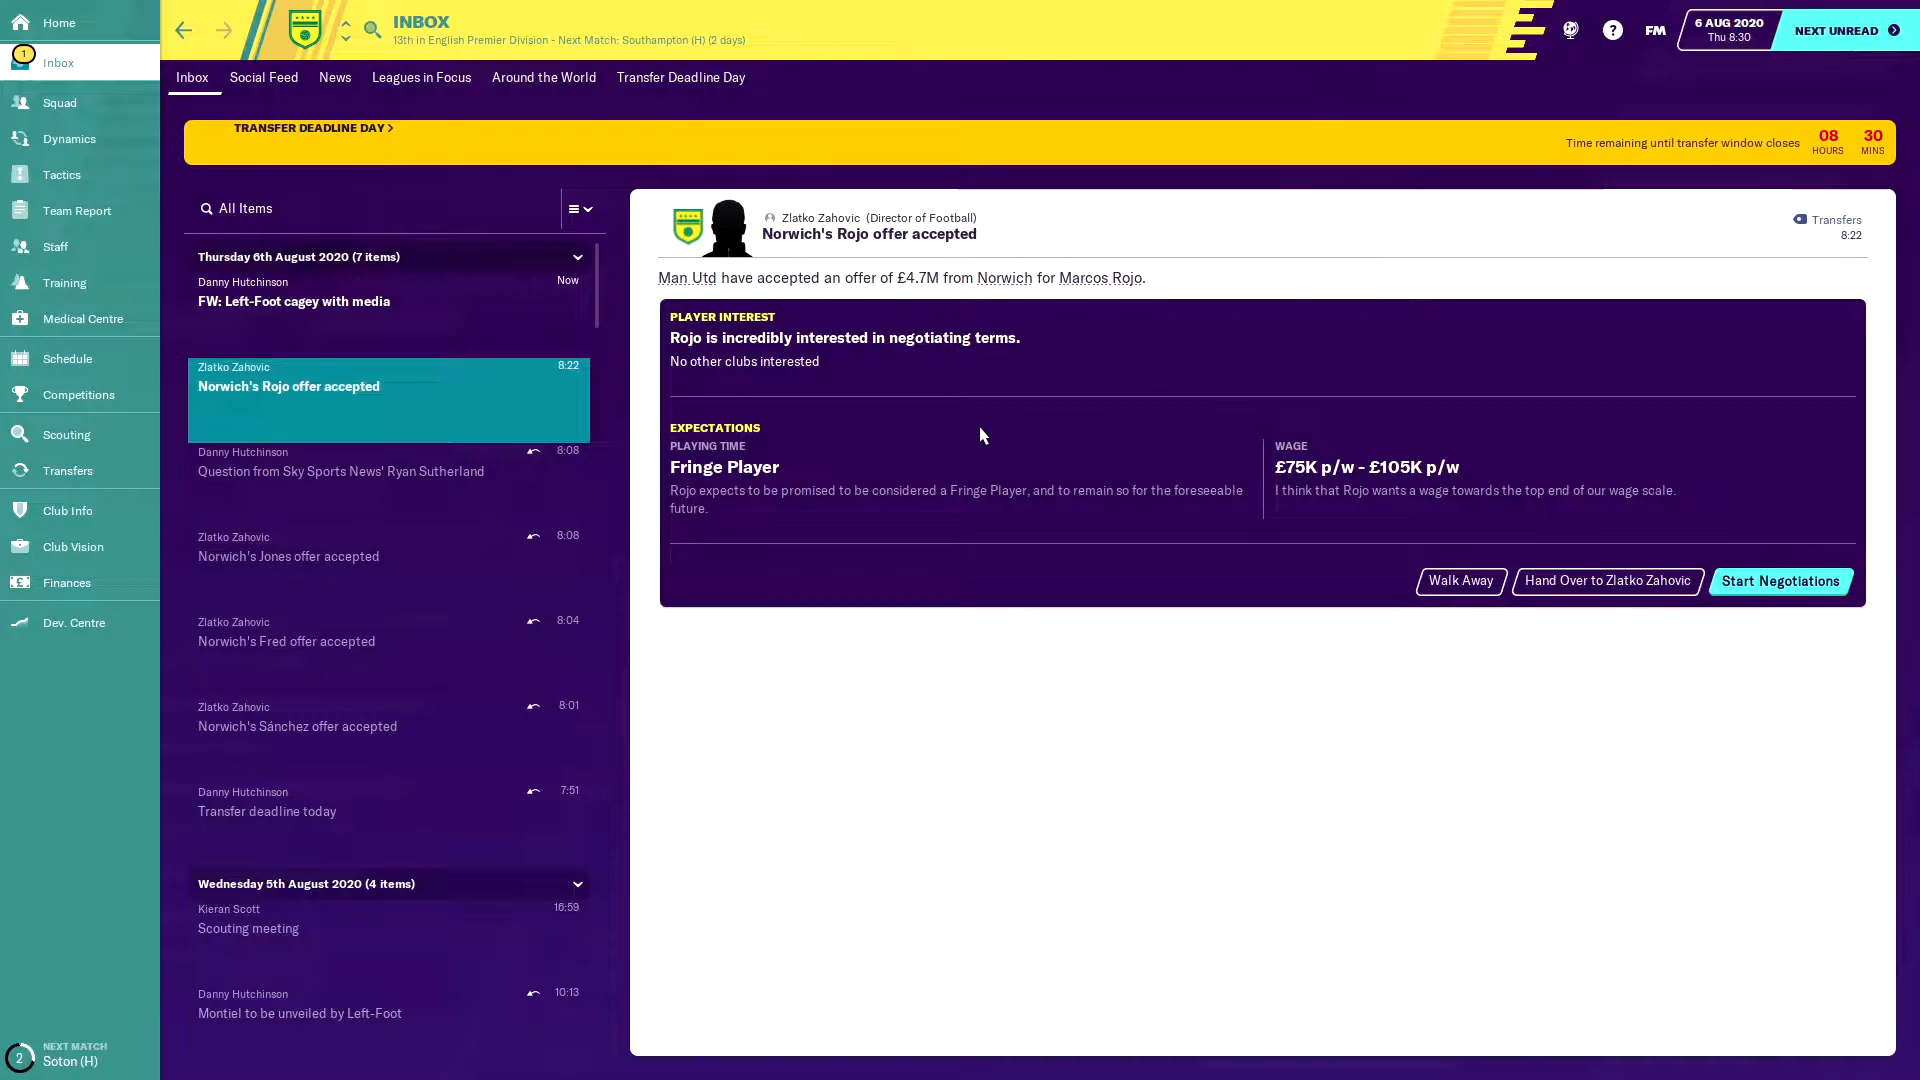 Home
1
Inbox
Squad
Dynamics
Tactics
Team Report
Staff
Training
Medical Centre
Schedule
Competitions
Scouting
Transfers
Club Info
Club Vision
Finances
Dev. Centre
2
NEXT MATCH
Soton (H)
INBOX
13th in English Premier Division - Next Match: Southampton (H) (2 days)
?
FM
6 AUG 2020
Thu 8:30
NEXT UNREAD
Inbox Social Feed News Leagues in Focus Around the World Transfer Deadline Day
TRANSFER DEADLINE DAY >
Time remaining until transfer window closes
08
HOURS
30
MINS
All Items
Thursday 6th August 2020 (7 items)
Danny Hutchinson Now
FW: Left-Foot cagey with media
Zlatko Zahovic 8:22
Norwich's Rojo offer accepted
Danny Hutchinson 8:08
Question from Sky Sports News' Ryan Sutherland
Zlatko Zahovic 8:08
Norwich's Jones offer accepted
Zlatko Zahovic 8:04
Norwich's Fred offer accepted
Zlatko Zahovic 8:01
Norwich's Sánchez offer accepted
Danny Hutchinson 7:51
Transfer deadline today
Wednesday 5th August 2020 (4 items)
Kieran Scott 16:59
Scouting meeting
Danny Hutchinson 10:13
Montiel to be unveiled by Left-Foot
Zlatko Zahovic (Director of Football)
Norwich's Rojo offer accepted
Transfers
8:22
Man Utd have accepted an offer of £4.7M from Norwich for Marcos Rojo.
PLAYER INTEREST
Rojo is incredibly interested in negotiating terms.
No other clubs interested
EXPECTATIONS
PLAYING TIME
Fringe Player
Rojo expects to be promised to be considered a Fringe Player, and to remain so for the foreseeable
future.
WAGE
£75K p/w - £105K p/w
I think that Rojo wants a wage towards the top end of our wage scale.
Walk Away
Hand Over to Zlatko Zahovic
Start Negotiations